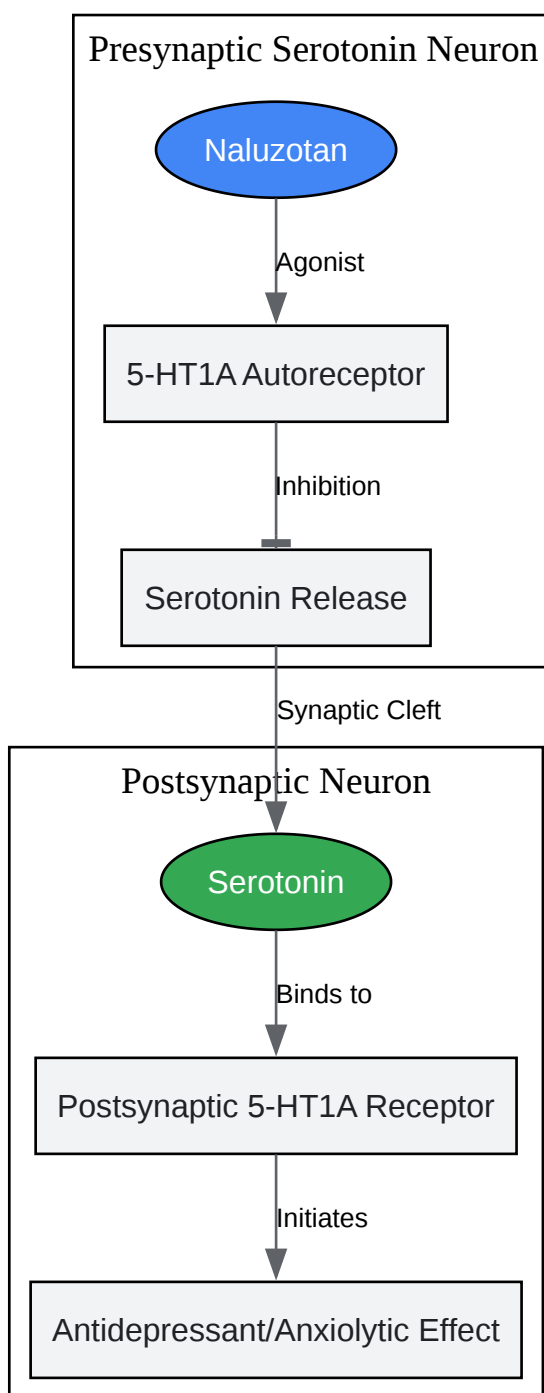 Presynaptic Serotonin Neuron
Naluzotan
Agonist
5-HT1A Autoreceptor
Inhibition
Serotonin Release
Synaptic Cleft
Postsynaptic Neuron
Serotonin
Binds to
Postsynaptic 5-HT1A Receptor
Initiates
Antidepressant/Anxiolytic Effect